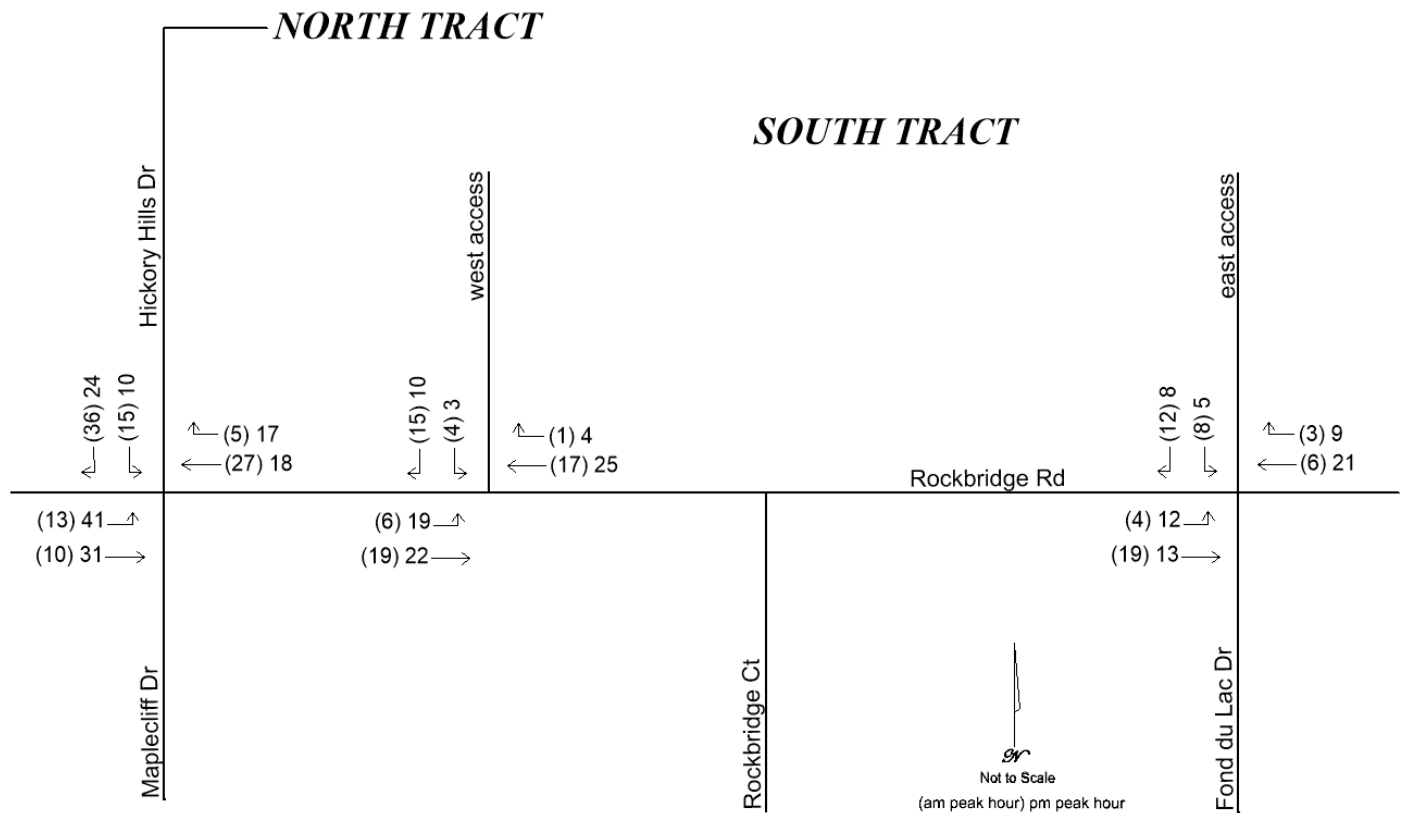 NORTH TRACT
SOUTH TRACT
Hickory Hills Dr
west access
east access
(36) 24
(15) 10
(5) 17
(27) 18
(15) 10
(4) 3
(1) 4
(17) 25
(12) 8
(8) 5
(3) 9
(6) 21
Rockbridge Rd
(13) 41
(10) 31
(6) 19
(19) 22
(4) 12
(19) 13
Maplecliff Dr
Rockbridge Ct
Fond du Lac Dr
N
Not to Scale
(am peak hour) pm peak hour